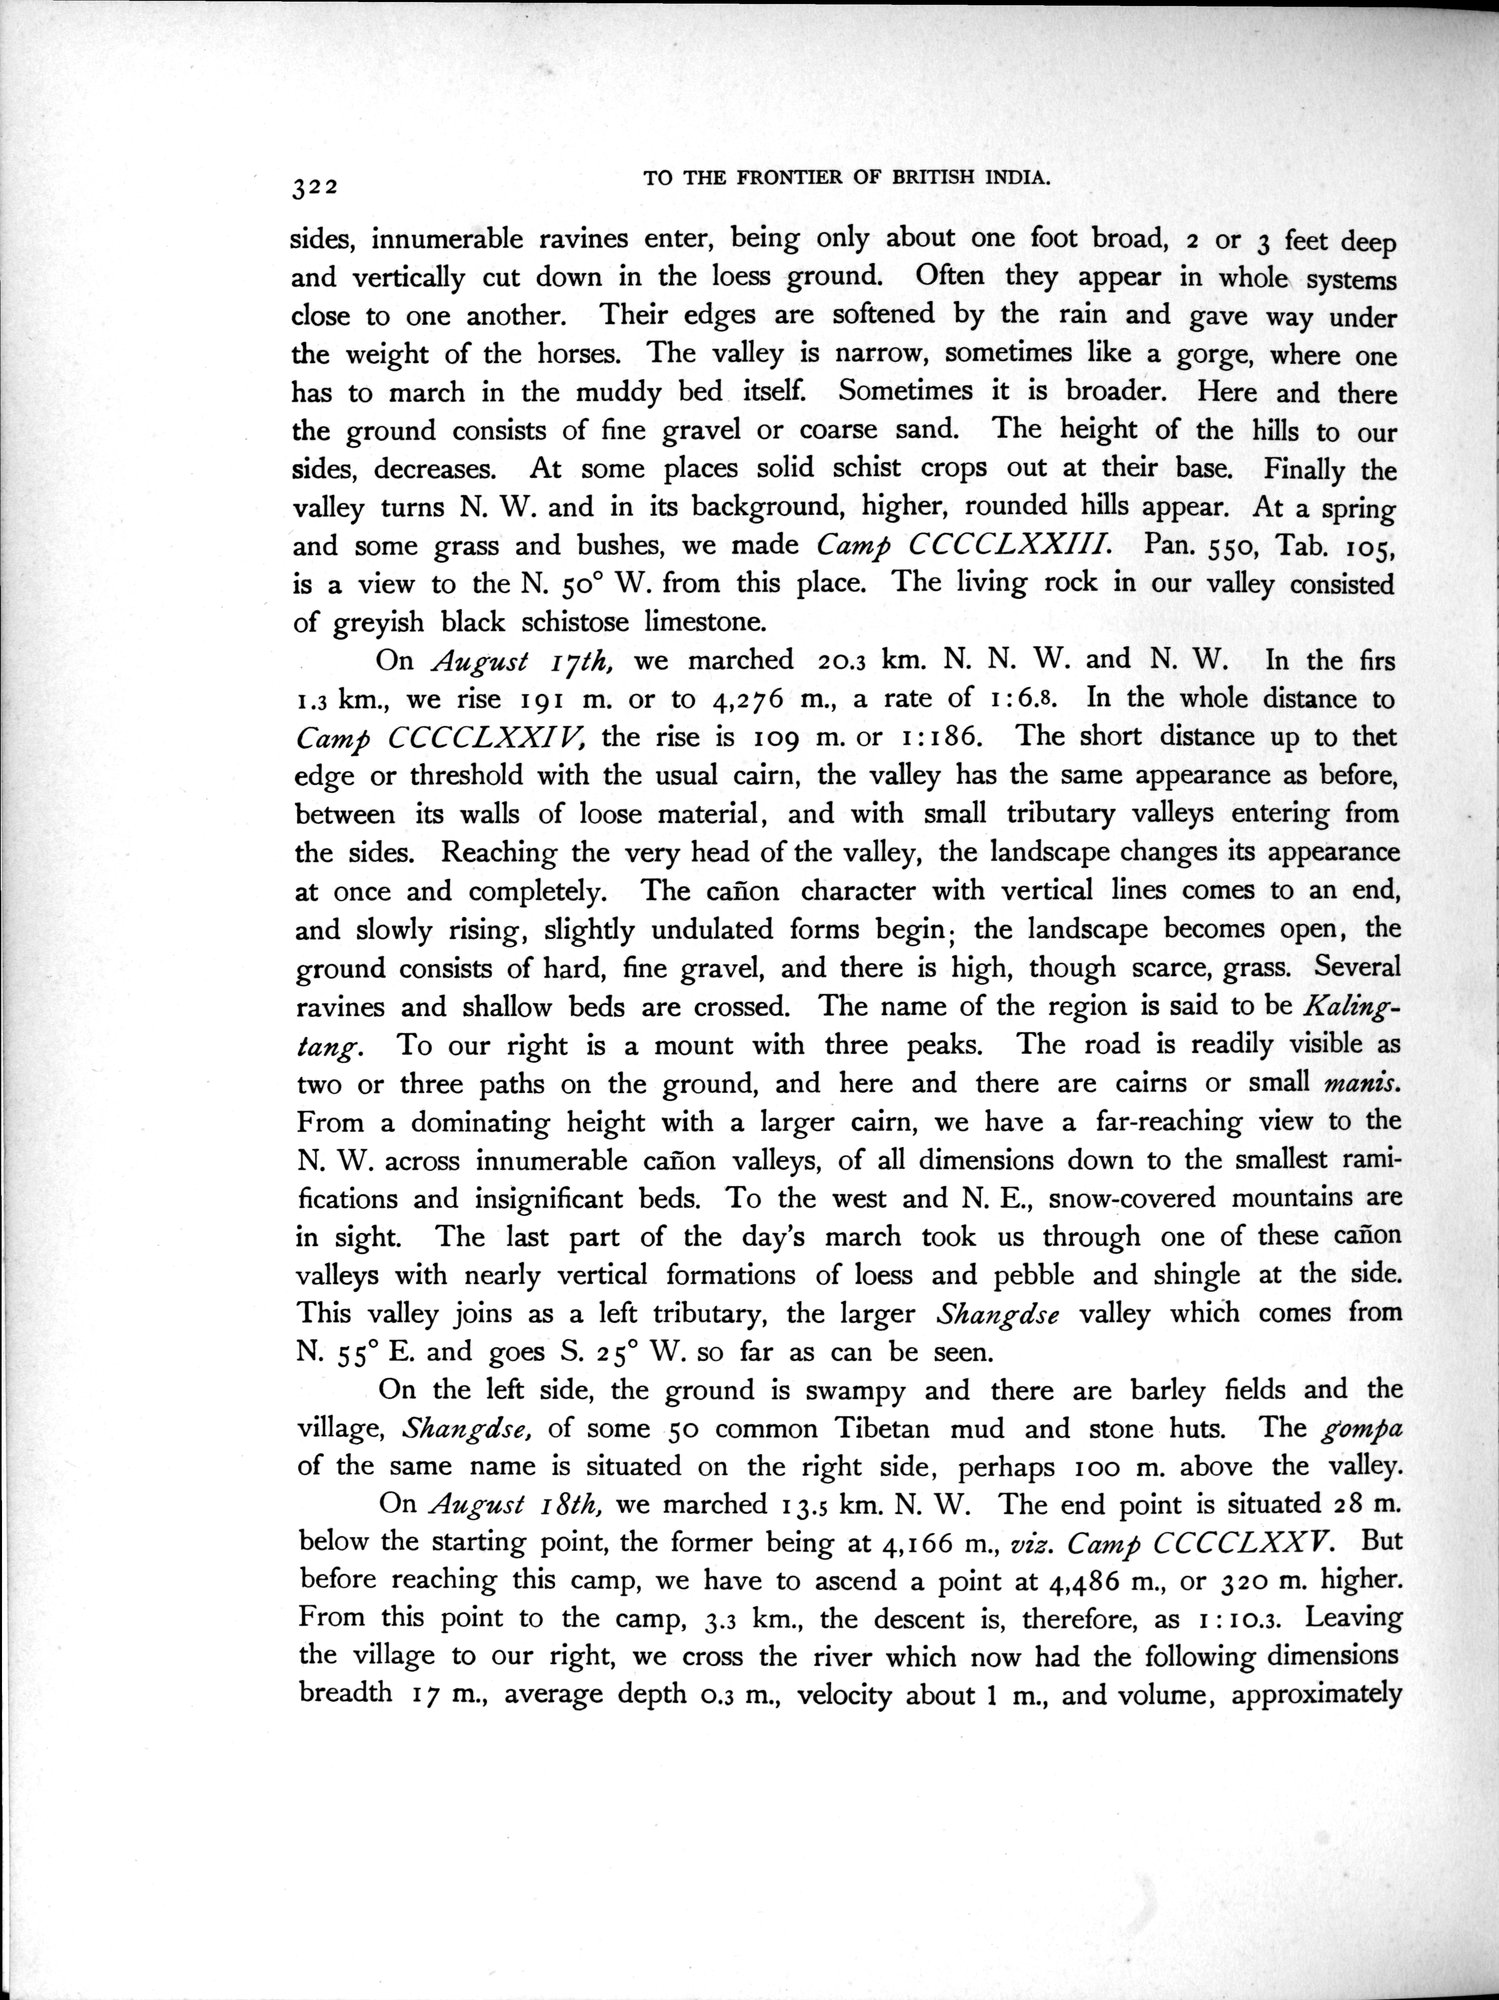 322
TO THE FRONTIER OF BRITISH INDIA.
sides, innumerable ravines enter, being only about one foot broad, 2 or 3 feet deep
and vertically cut down in the loess ground. Often they appear in whole systems
close to one another. Their edges are softened by the rain and gave way under
the weight of the horses. The valley is narrow, sometimes like a gorge, where one
has to march in the muddy bed itself. Sometimes it is broader. Here and there
the ground consists of fine gravel or coarse sand. The height of the hills to our
sides, decreases. At some places solid schist crops out at their base. Finally the
valley turns N. W. and in its background, higher, rounded hills appear. At a spring
and some grass and bushes, we made Camp CCCCLXXIII. Pan. 550, Tab. 105,
is a view to the N. 50° W. from this place. The living rock in our valley consisted
of greyish black schistose limestone.
On August 17th, we marched 20.3 km. N. N. W. and N. W. In the firs
1.3 km., we rise 191 m. or to 4,276 m., a rate of 1:6.8. In the whole distance to
Camp CCCCLXXIV, the rise is 109 m. or 1:186. The short distance up to thet
edge or threshold with the usual cairn, the valley has the same appearance as before,
between its walls of loose material, and with small tributary valleys entering from
the sides. Reaching the very head of the valley, the landscape changes its appearance
at once and completely. The cañon character with vertical lines comes to an end,
and slowly rising, slightly undulated forms begin; the landscape becomes open, the
ground consists of hard, fine gravel, and there is high, though scarce, grass. Several
ravines and shallow beds are crossed. The name of the region is said to be Kaling-
tang. To our right is a mount with three peaks. The road is readily visible as
two or three paths on the ground, and here and there are cairns or small manis.
From a dominating height with a larger cairn, we have a far-reaching view to the
N. W. across innumerable cañon valleys, of all dimensions down to the smallest rami-
fications and insignificant beds. To the west and N. E., snow-covered mountains are
in sight. The last part of the day's march took us through one of these cañon
valleys with nearly vertical formations of loess and pebble and shingle at the side.
This valley joins as a left tributary, the larger Shangdse valley which comes from
N. 55° E. and goes S. 25° W. so far as can be seen.
On the left side, the ground is swampy and there are barley fields and the
village, Shangdse, of some 50 common Tibetan mud and stone huts. The gompa
of the same name is situated on the right side, perhaps 100 m. above the valley.
On August 18th, we marched 13.5 km. N. W. The end point is situated 28 m.
below the starting point, the former being at 4,166 m., viz. Camp CCCCLXXV. But
before reaching this camp, we have to ascend a point at 4,486 m., or 320 m. higher.
From this point to the camp, 3.3 km., the descent is, therefore, as 1:10.3. Leaving
the village to our right, we cross the river which now had the following dimensions
breadth 17 m., average depth 0.3 m., velocity about 1 m., and volume, approximately